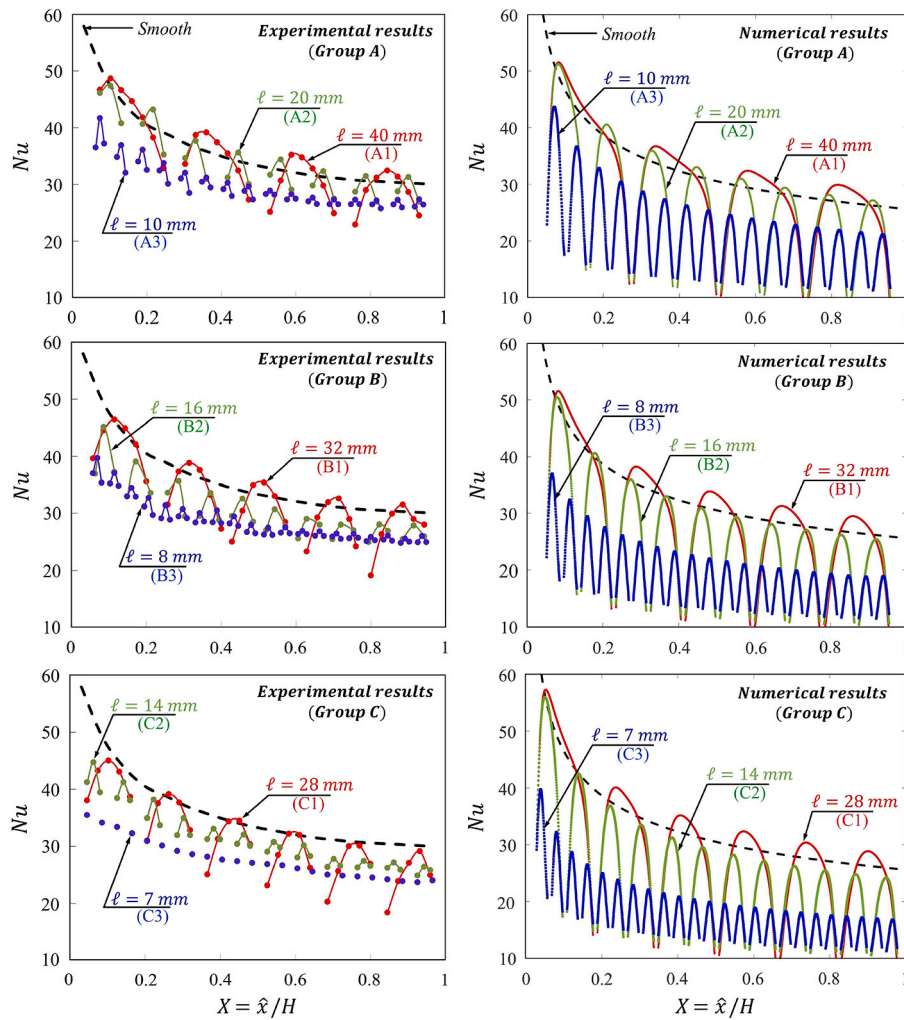 60
50
40
30
20
10
Nu
Smooth
Experimental results
(Group A)
ℓ = 20 mm
(A2)
ℓ = 40 mm
(A1)
ℓ = 10 mm
(A3)
0 0.2 0.4 0.6 0.8 1
60
50
40
30
20
10
Nu
Smooth
Numerical results
(Group A)
ℓ = 10 mm
(A3)
ℓ = 20 mm
(A2)
ℓ = 40 mm
(A1)
0 0.2 0.4 0.6 0.8 1
60
50
40
30
20
10
Nu
Experimental results
(Group B)
ℓ = 16 mm
(B2)
ℓ = 32 mm
(B1)
ℓ = 8 mm
(B3)
0 0.2 0.4 0.6 0.8 1
60
50
40
30
20
10
Nu
Numerical results
(Group B)
ℓ = 8 mm
(B3)
ℓ = 16 mm
(B2)
ℓ = 32 mm
(B1)
0 0.2 0.4 0.6 0.8 1
60
50
40
30
20
10
Nu
Experimental results
(Group C)
ℓ = 14 mm
(C2)
ℓ = 28 mm
(C1)
ℓ = 7 mm
(C3)
0 0.2 0.4 0.6 0.8 1
X = x̂/H
60
50
40
30
20
10
Nu
Numerical results
(Group C)
ℓ = 7 mm
(C3)
ℓ = 14 mm
(C2)
ℓ = 28 mm
(C1)
0 0.2 0.4 0.6 0.8 1
X = x̂/H